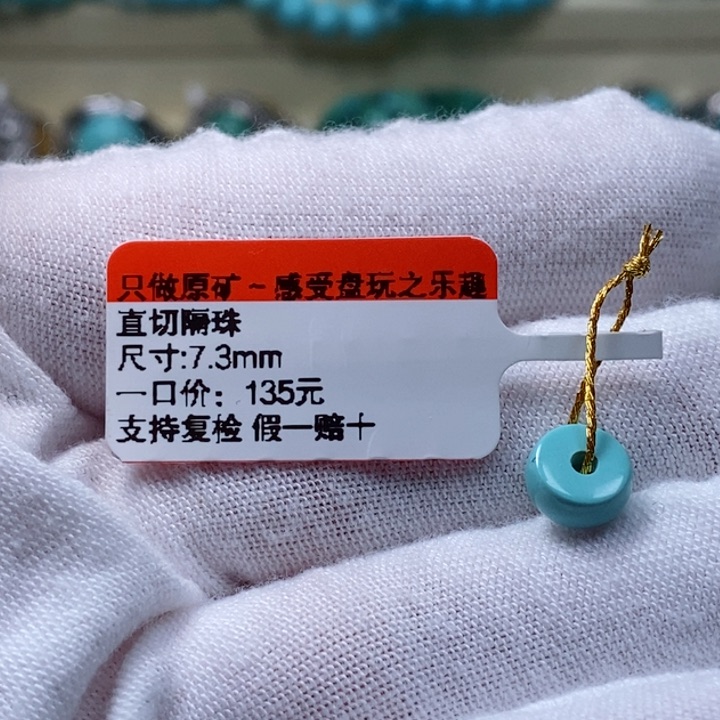 只做原矿~感受盘玩之乐趣
直切隔珠
尺寸:7.3mm
一口价：135元
支持复检 假一赔十